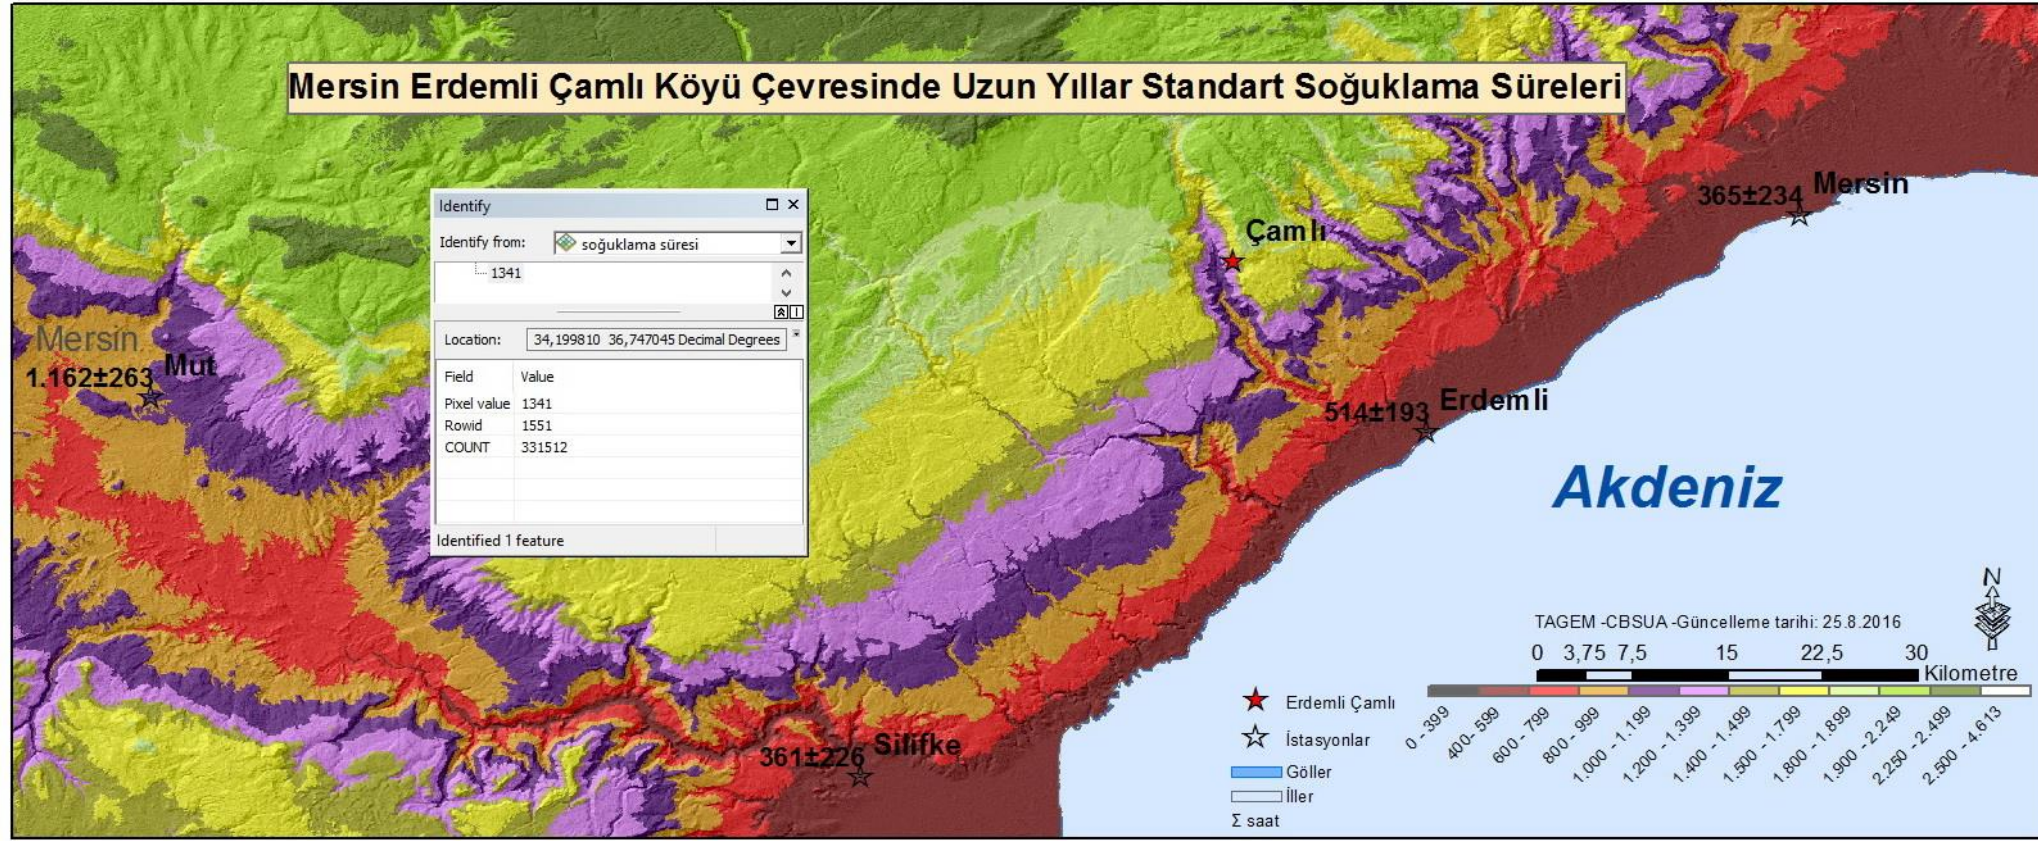 Mersin Erdemli Çamlı Köyü Çevresinde Uzun Yıllar Standart Soğuklama Süreleri
365±234 Mersin
Çamlı
Identify
Identify from: soğuklama süresi
1341
Location: 34,199810 36,747045 Decimal Degrees
Field Value
Pixel value 1341
Rowid 1551
COUNT 331512
Identified 1 feature
Mersin
Mut
1.162±263
514±193 Erdemli
Akdeniz
361±226 Silifke
N
TAGEM -CBSUA -Güncelleme tarihi: 25.8.2016
0 3,75 7,5 15 22,5 30
Kilometre
Erdemli Çamlı
İstasyonlar
Göller
İller
Σ saat
0 - 399
400- 599
600 - 799
800 - 999
1.000 - 1.199
1.200 - 1.399
1.400 - 1.499
1.500 - 1.799
1.800 - 1.899
1.900 - 2.249
2.250 - 2.499
2.500 - 4.613